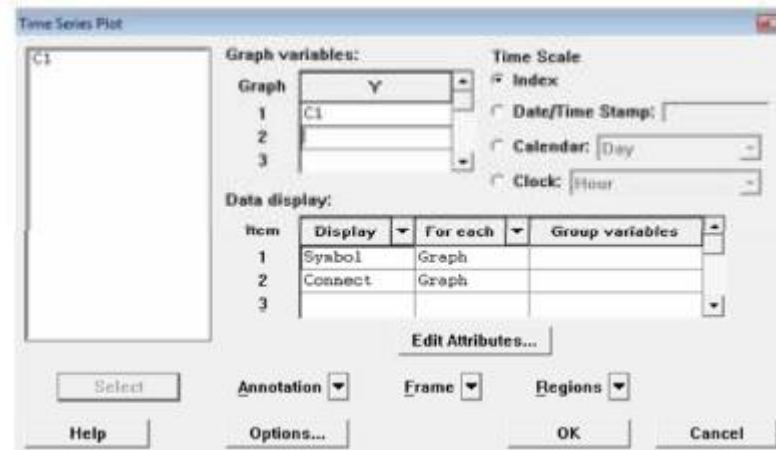 Time Series Plot
C1
Graph variables:
Graph Y
1 C1
2
3
Time Scale
Index
Date/Time Stamp:
Calendar: Day
Clock: Hour
Data display:
Item Display For each Group variables
1 Symbol Graph
2 Connect Graph
3
Edit Attributes...
Select Annotation Frame Regions
Help Options... OK Cancel